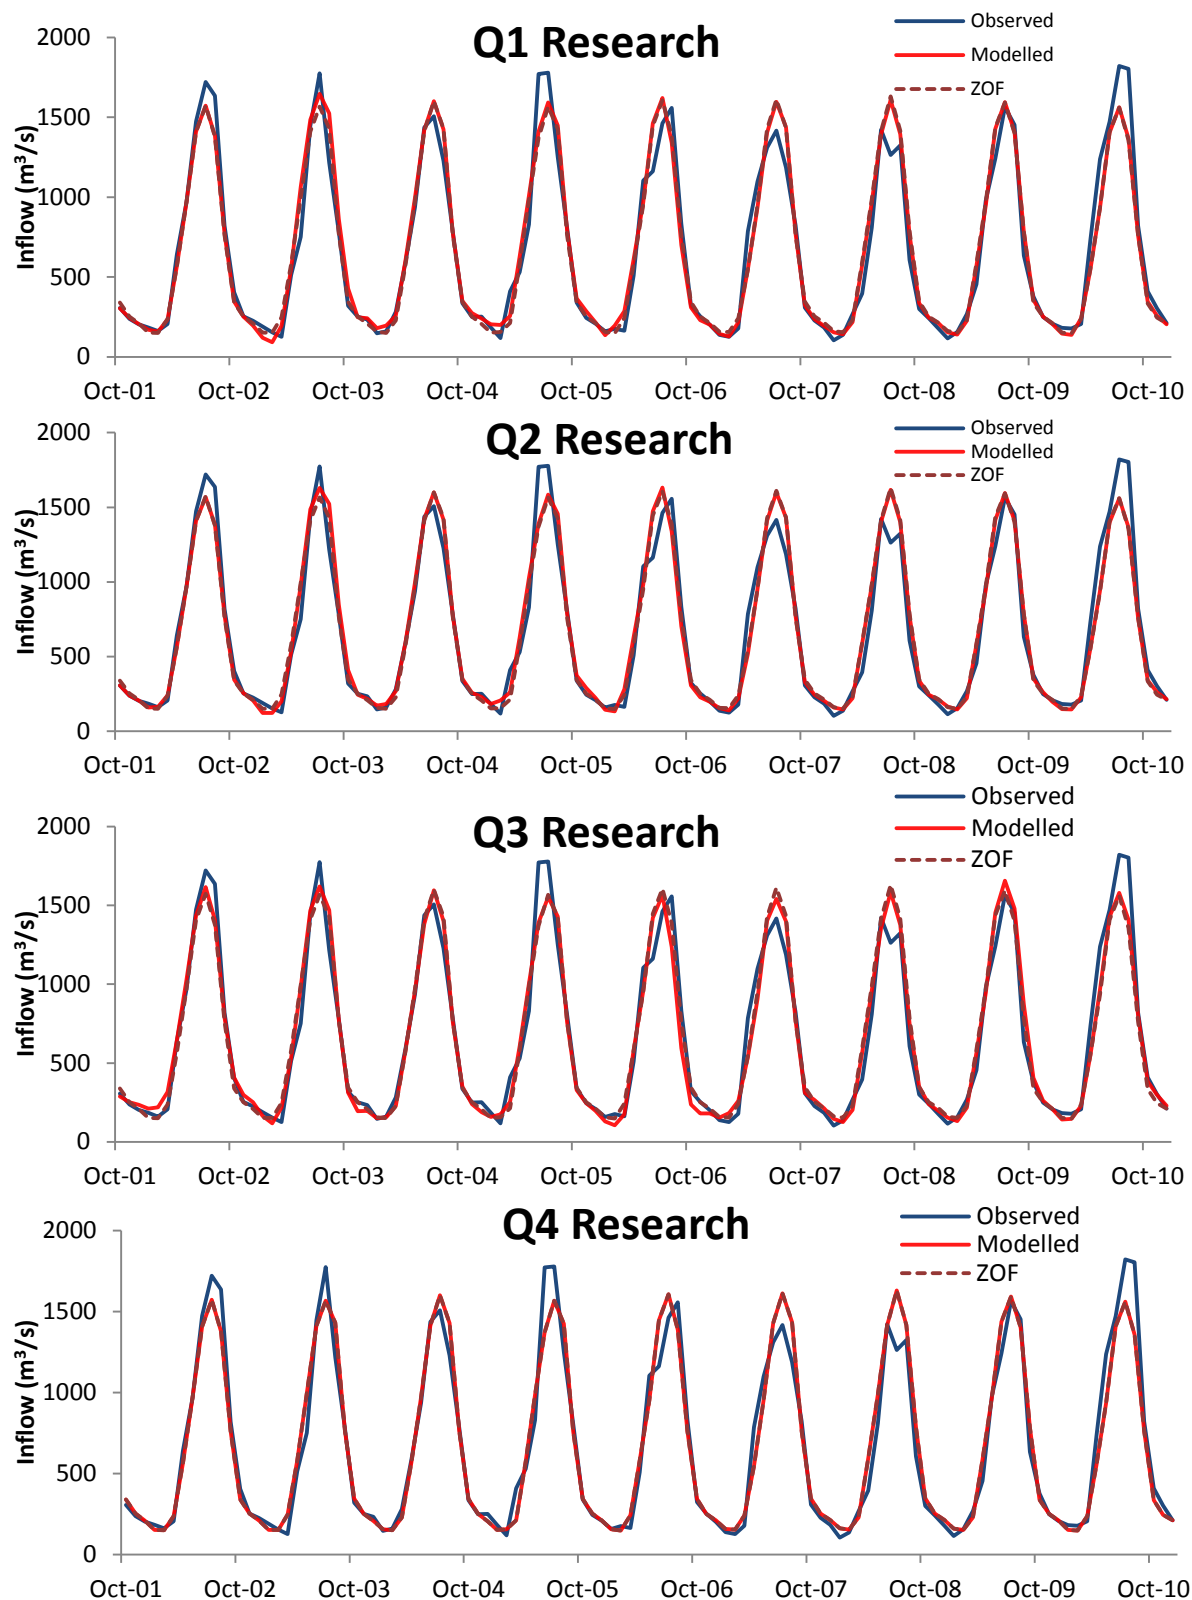 Q1 Research
Observed
Modelled
ZOF
Inflow (m³/s)
2000
1500
1000
500
0
Oct-01 Oct-02 Oct-03 Oct-04 Oct-05 Oct-06 Oct-07 Oct-08 Oct-09 Oct-10
Q2 Research
Observed
Modelled
ZOF
Inflow (m³/s)
2000
1500
1000
500
0
Oct-01 Oct-02 Oct-03 Oct-04 Oct-05 Oct-06 Oct-07 Oct-08 Oct-09 Oct-10
Q3 Research
Observed
Modelled
ZOF
Inflow (m³/s)
2000
1500
1000
500
0
Oct-01 Oct-02 Oct-03 Oct-04 Oct-05 Oct-06 Oct-07 Oct-08 Oct-09 Oct-10
Q4 Research
Observed
Modelled
ZOF
Inflow (m³/s)
2000
1500
1000
500
0
Oct-01 Oct-02 Oct-03 Oct-04 Oct-05 Oct-06 Oct-07 Oct-08 Oct-09 Oct-10